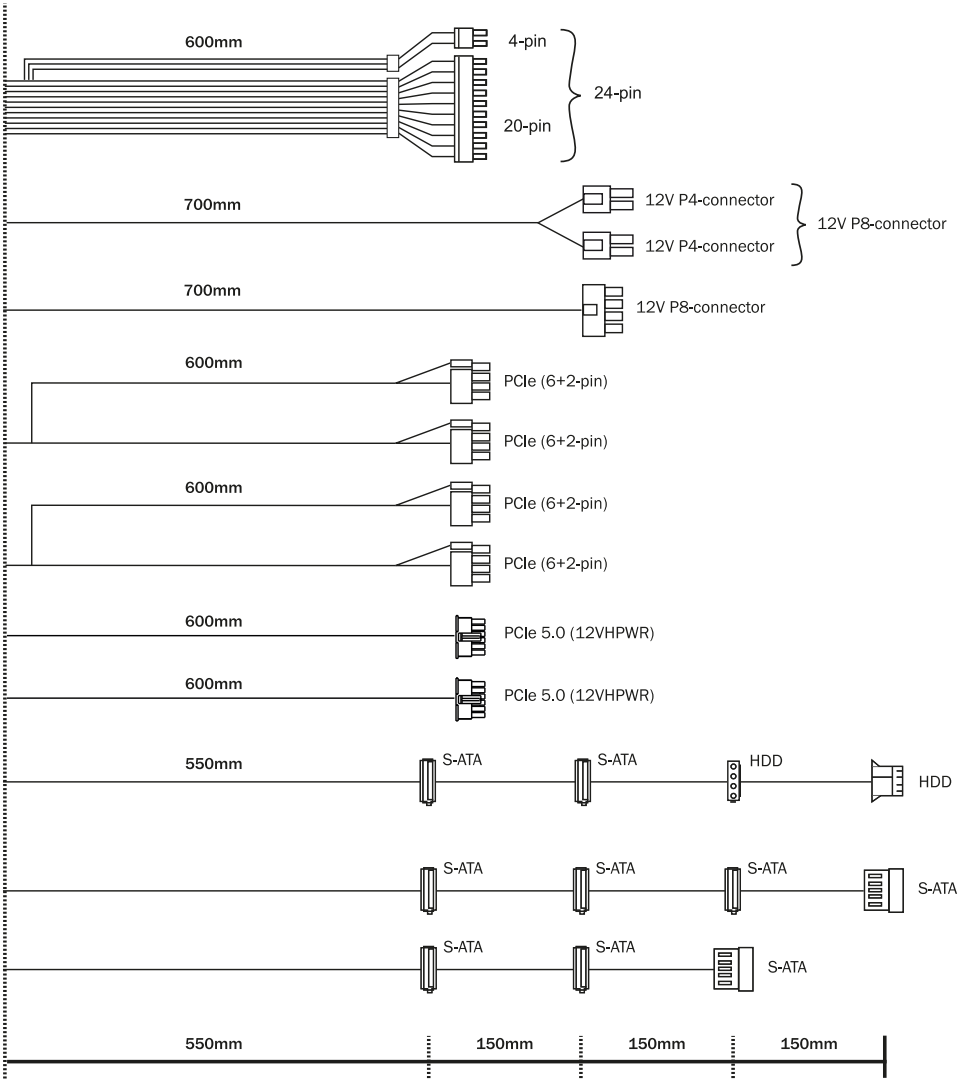 600mm
4-pin
24-pin
20-pin
700mm
12V P4-connector
12V P8-connector
12V P4-connector
700mm
12V P8-connector
600mm
PCIe (6+2-pin)
PCIe (6+2-pin)
600mm
PCIe (6+2-pin)
PCIe (6+2-pin)
600mm
PCIe 5.0 (12VHPWR)
600mm
PCIe 5.0 (12VHPWR)
550mm
S-ATA
S-ATA
HDD
HDD
S-ATA
S-ATA
S-ATA
S-ATA
S-ATA
S-ATA
S-ATA
550mm
150mm
150mm
150mm